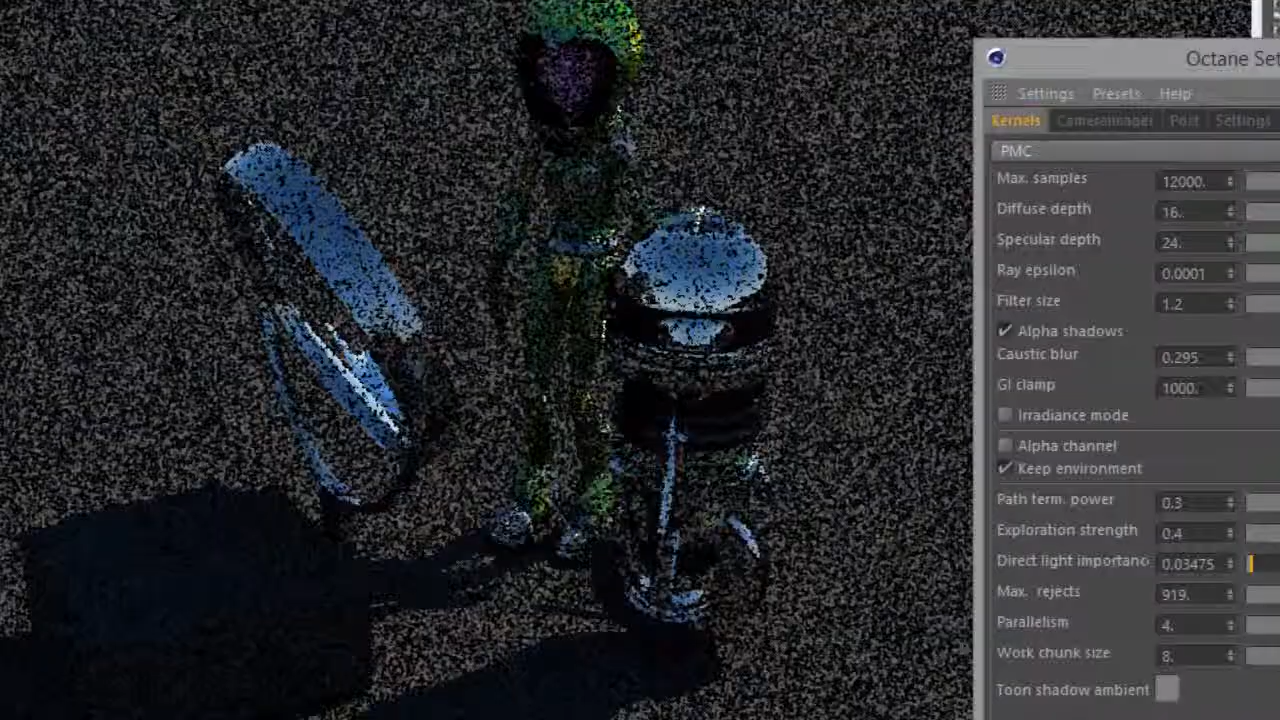 Octane Set
Settings Presets Help
Kernels Cameraimager Post Settings
PMC
Max. samples 12000.
Diffuse depth 16.
Specular depth 24.
Ray epsilon 0.0001
Filter size 1.2
Alpha shadows
Caustic blur 0.295
GI clamp 1000.
Irradiance mode
Alpha channel
Keep environment
Path term. power 0.3
Exploration strength 0.4
Direct light importanc 0.03475
Max. rejects 919.
Parallelism 4.
Work chunk size 8.
Toon shadow ambient